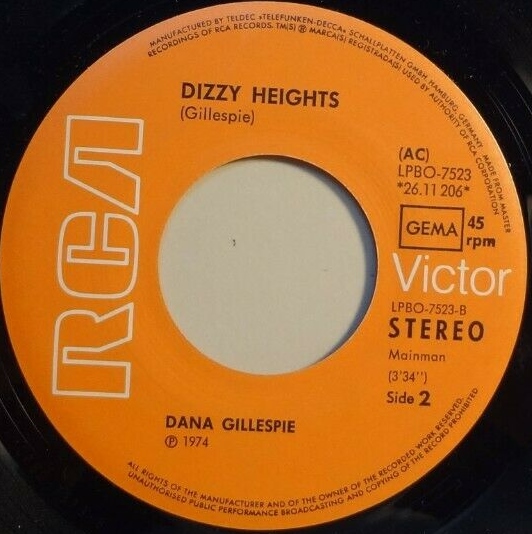 MANUFACTURED BY TELDEC »TELEFUNKEN-DECCA« SCHALLPLATTEN GMBH, HAMBURG, GERMANY, MADE FROM MASTER
RECORDINGS OF RCA RECORDS. TM(S) ® MARCA(S) REGISTRADA(S) USED BY AUTHORITY OF RCA CORPORATION
DIZZY HEIGHTS
(Gillespie)
RCA
(AC)
LPBO-7523
*26.11 206*
GEMA
45
rpm
Victor
LPBO-7523-B
STEREO
Mainman
(3'34'')
Side 2
DANA GILLESPIE
℗ 1974
ALL RIGHTS OF THE MANUFACTURER AND OF THE OWNER OF THE RECORDED WORK RESERVED.
UNAUTHORISED PUBLIC PERFORMANCE BROADCASTING AND COPYING OF THE RECORD PROHIBITED